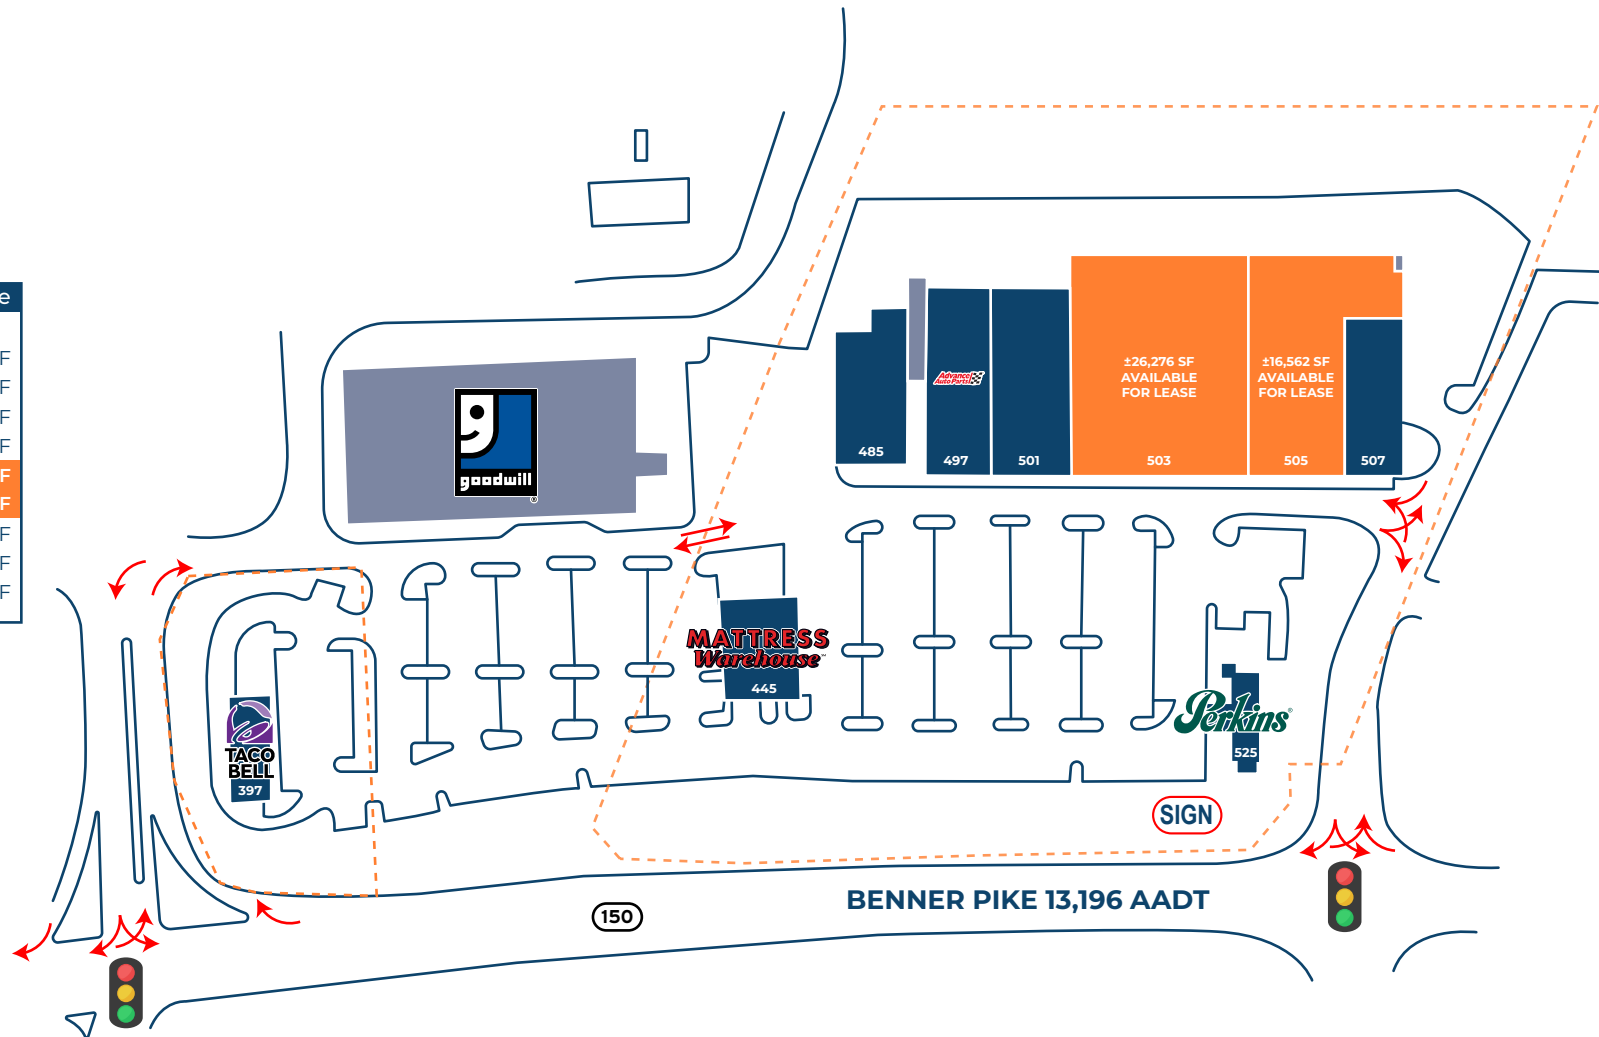 e
F
F
F
F
F
F
F
F
F
goodwill
®
±26,276 SF
AVAILABLE
FOR LEASE
±16,562 SF
AVAILABLE
FOR LEASE
Advance
Auto Parts
485
497
501
503
505
507
MATTRESS
Warehouse™
445
Perkins®
525
TACO
BELL
397
SIGN
BENNER PIKE 13,196 AADT
150